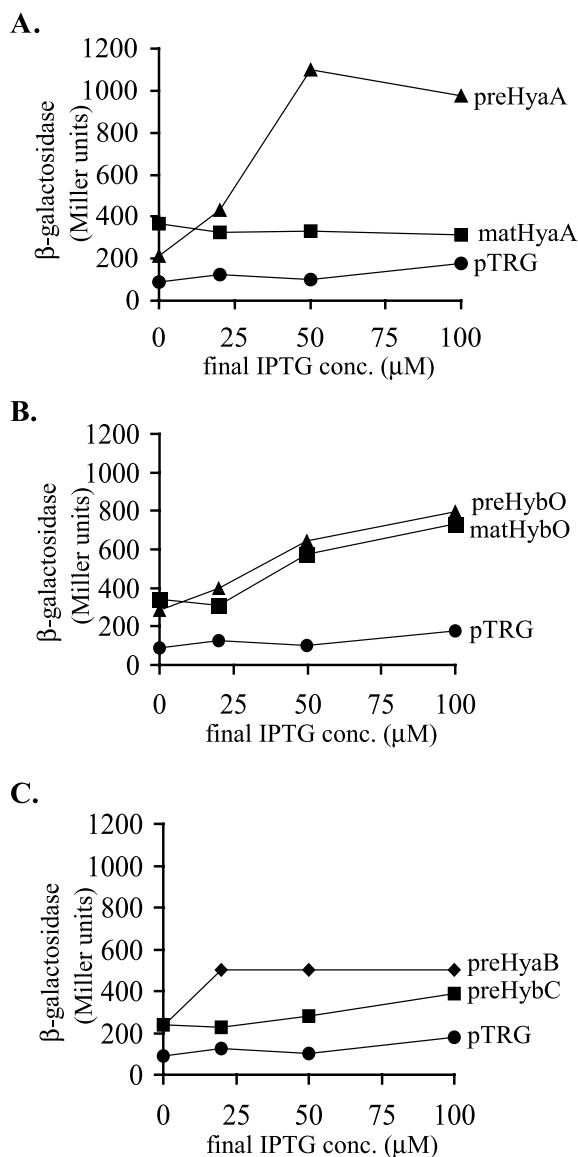 A.
1200
1000
800
600
400
200
0
β-galactosidase
(Miller units)
preHyaA
matHyaA
pTRG
0 25 50 75 100
final IPTG conc. (μM)
B.
1200
1000
800
600
400
200
0
β-galactosidase
(Miller units)
preHybO
matHybO
pTRG
0 25 50 75 100
final IPTG conc. (μM)
C.
1200
1000
800
600
400
200
0
β-galactosidase
(Miller units)
preHyaB
preHybC
pTRG
0 25 50 75 100
final IPTG conc. (μM)